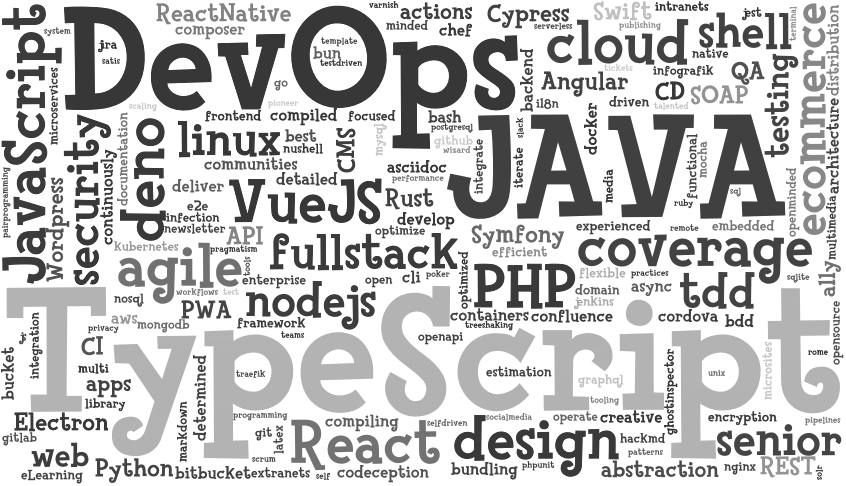 DevOps
JAVA
TypeScript
JavaScript
ReactNative
composer
varnish
actions
minded
chef
Cypress
serverless
Swift
publishing
intranets
jest
terminal
system
jra
satis
template
bun
testdriven
go
pioneer
scaling
cloud
shell
native
infografik
tickets
QA
ecommerce
distribution
backend
Angular
il8n
driven
CD
SOAP
talented
testing
microservices
documentation
frontend
compiled
focused
bash
postgresql
github
wizard
slack
docker
linux
best
nushell
CMS
mysql
communities
asciidoc
performance
integrate
iterate
media
functional
mocha
architecture
security
continuously
deno
deliver
detailed
VueJS
Rust
develop
optimize
ruby
sql
openminded
multimedia
pairprogramming
Wordpress
e2e
infection
newsletter
API
pragmatism
kubernetes
experienced
remote
embedded
Symfony
efficient
fullstack
coverage
agile
tools
enterprise
open
cli
poker
optimized
PHP
flexible
practices
domain
jenkins
async
tdd
sqlite
ally
workflows
tert
nosql
nodejs
PWA
aws
mongodb
framework
containers
confluence
cordova
bdd
treeshaking
teams
openapi
privacy
opensource
git
integration
CI
bucket
multi
apps
library
traefik
estimation
graphql
tooling
unix
microsites
rome
ghostinspector
determined
markdown
Electron
gitlab
programming
git
latex
scrum
compiling
selfdriven
socialmedia
operate
creative
encryption
pipelines
React
design
hackmd
patterns
senior
web
eLearning
Python
bitbucket
extranets
self
codeception
bundling
phpunit
abstraction
nginx
REST
solr